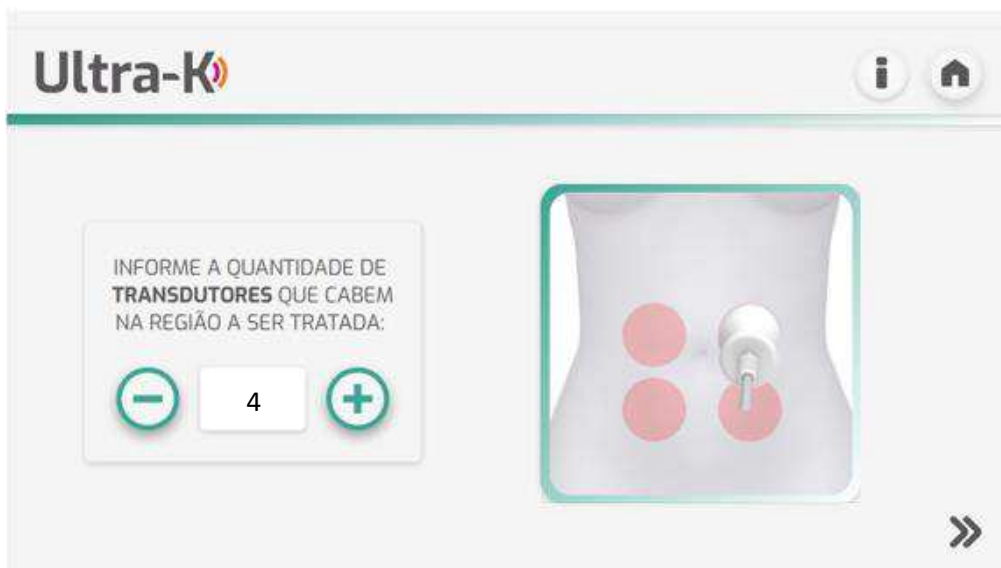 Ultra-K
INFORME A QUANTIDADE DE
TRANSDUTORES QUE CABEM
NA REGIÃO A SER TRATADA:
4